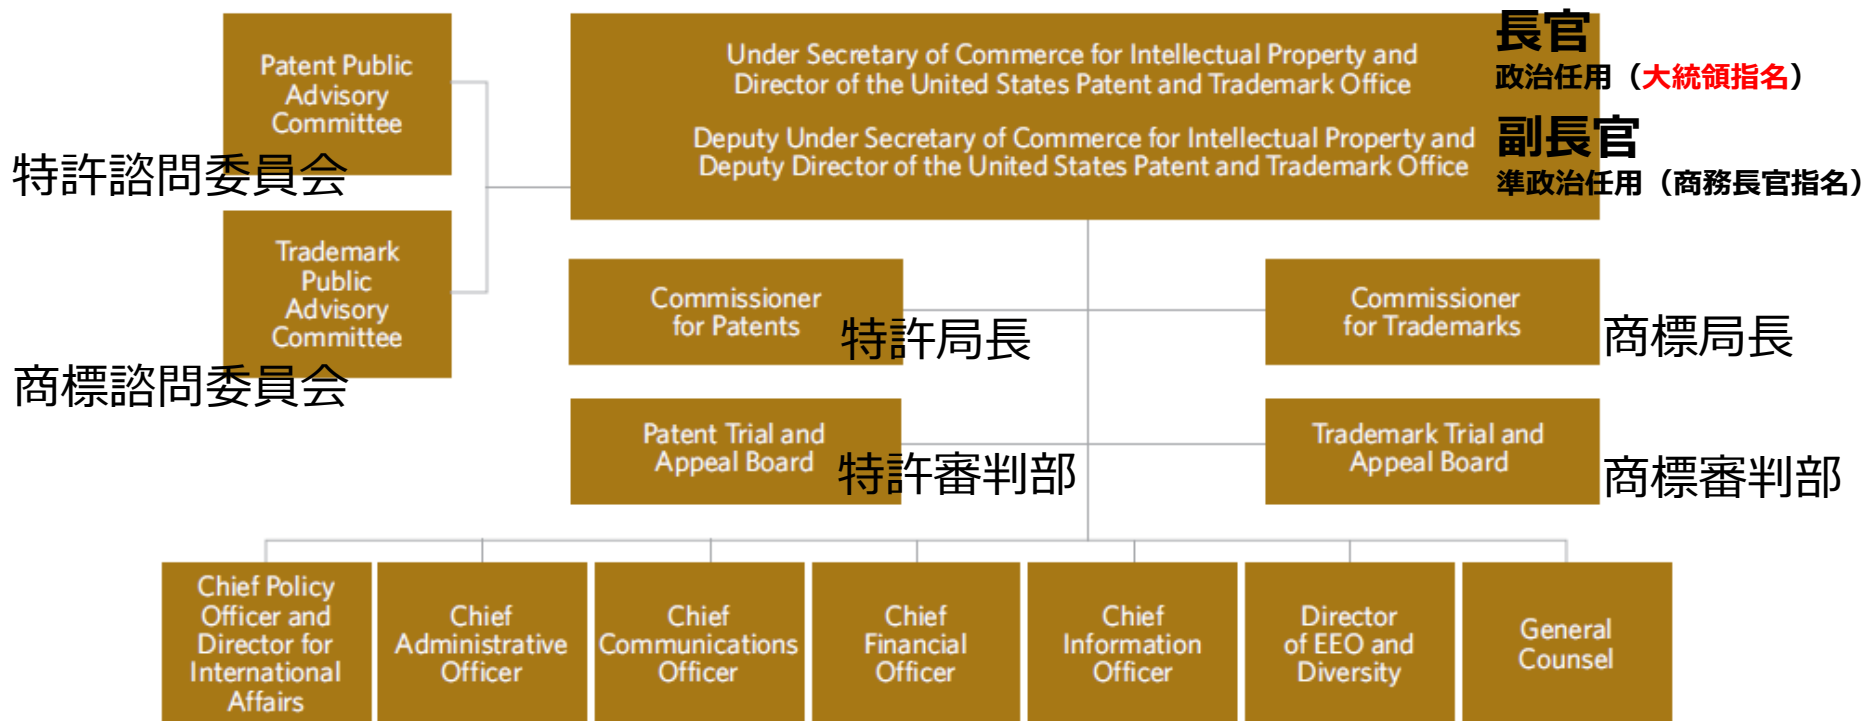 Patent Public
Advisory
Committee
特許諮問委員会
Trademark
Public
Advisory
Committee
商標諮問委員会
Under Secretary of Commerce for Intellectual Property and
Director of the United States Patent and Trademark Office
長官
政治任用（大統領指名）
Deputy Under Secretary of Commerce for Intellectual Property and
Deputy Director of the United States Patent and Trademark Office
副長官
準政治任用（商務長官指名）
Commissioner
for Patents
特許局長
Commissioner
for Trademarks
商標局長
Patent Trial and
Appeal Board
特許審判部
Trademark Trial and
Appeal Board
商標審判部
Chief Policy
Officer and
Director for
International
Affairs
Chief
Administrative
Officer
Chief
Communications
Officer
Chief
Financial
Officer
Chief
Information
Officer
Director
of EEO and
Diversity
General
Counsel